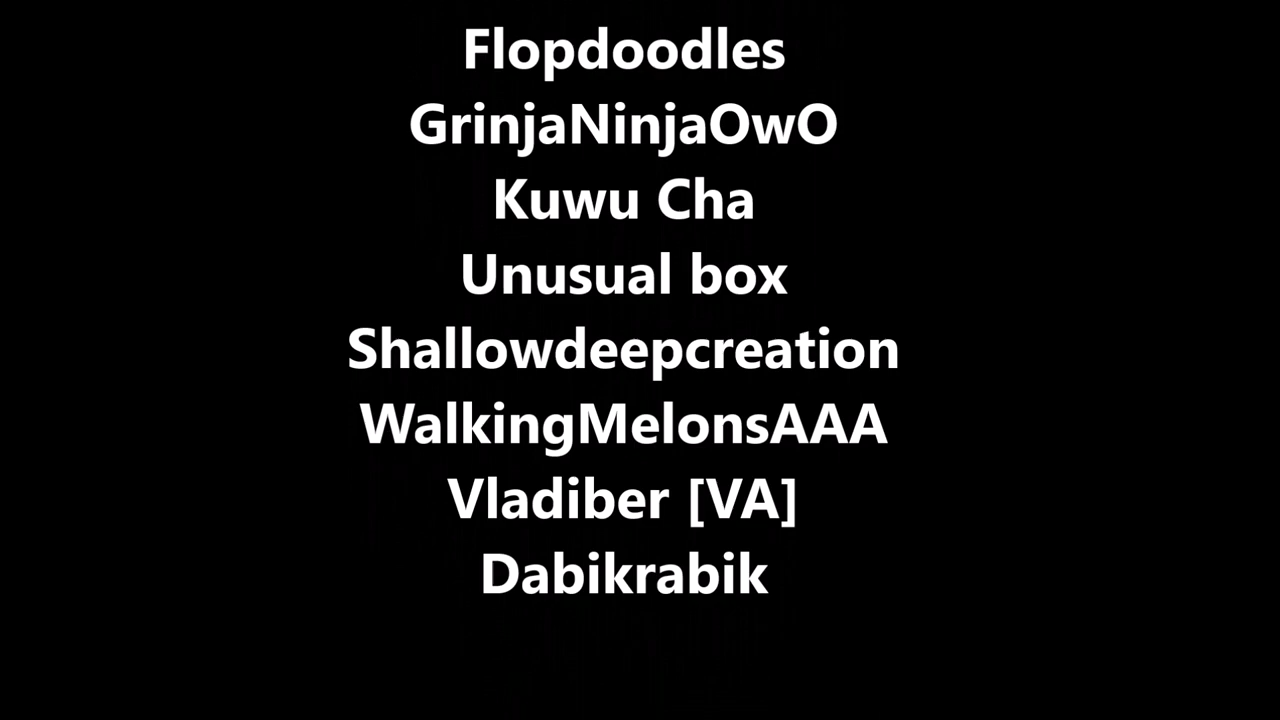 Flopdoodles
GrinjaNinjaOwO
Kuwu Cha
Unusual box
Shallowdeepcreation
WalkingMelonsAAA
Vladiber [VA]
Dabikrabik